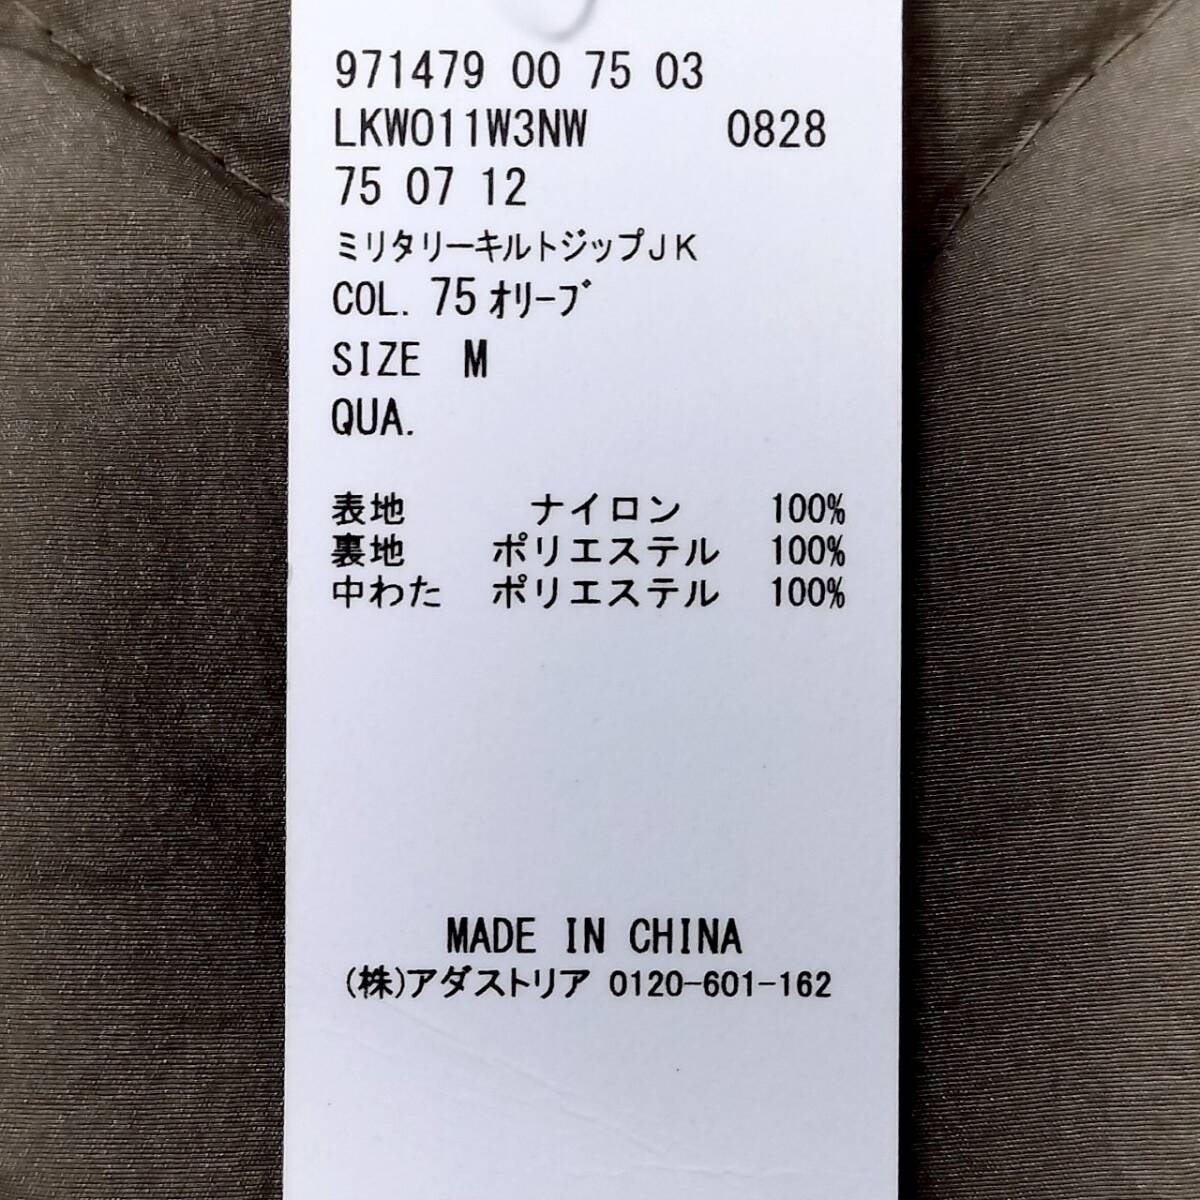 971479 00 75 03
LKW011W3NW 0828
75 07 12
ミリタリーキルトジップJK
COL. 75 ｵﾘｰﾌﾞ
SIZE M
QUA.
表地 ナイロン 100%
裏地 ポリエステル 100%
中わた ポリエステル 100%
MADE IN CHINA
(株)アダストリア 0120-601-162